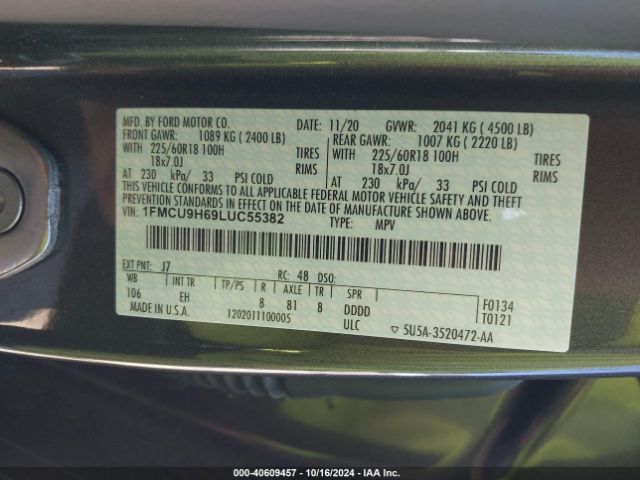 MFD. BY FORD MOTOR CO. DATE: 11/20 GVWR: 2041 KG ( 4500 LB)
FRONT GAWR: 1089 KG ( 2400 LB) REAR GAWR: 1007 KG ( 2220 LB)
WITH 225/60R18 100H TIRES WITH 225/60R18 100H TIRES
18x7.0J RIMS 18x7.0J RIMS
AT 230 kPa/ 33 PSI COLD AT 230 kPa/ 33 PSI COLD
THIS VEHICLE CONFORMS TO ALL APPLICABLE FEDERAL MOTOR VEHICLE SAFETY AND THEFT
PREVENTION STANDARDS IN EFFECT ON THE DATE OF MANUFACTURE SHOWN ABOVE.
VIN: 1FMCU9H69LUC55382 TYPE: MPV
EXT PNT: J7 RC: 48 DSO:
WB INT TR TP/PS R AXLE TR SPR
106 EH 8 81 8 DDDD F0134
MADE IN U.S.A. 1202011100005 ULC T0121
▽ 5U5A-3520472-AA
000-40609457 - 10/16/2024 - IAA Inc.